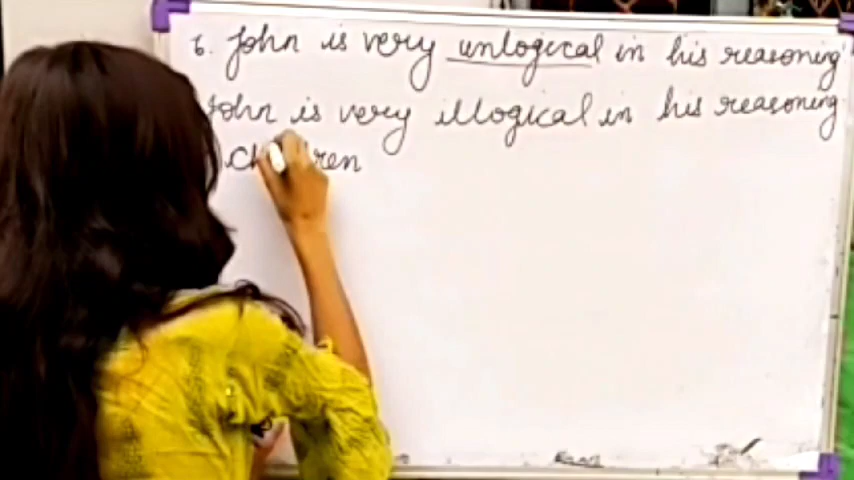 6. John is very unlogical in his reasoning
John is very illogical in his reasoning